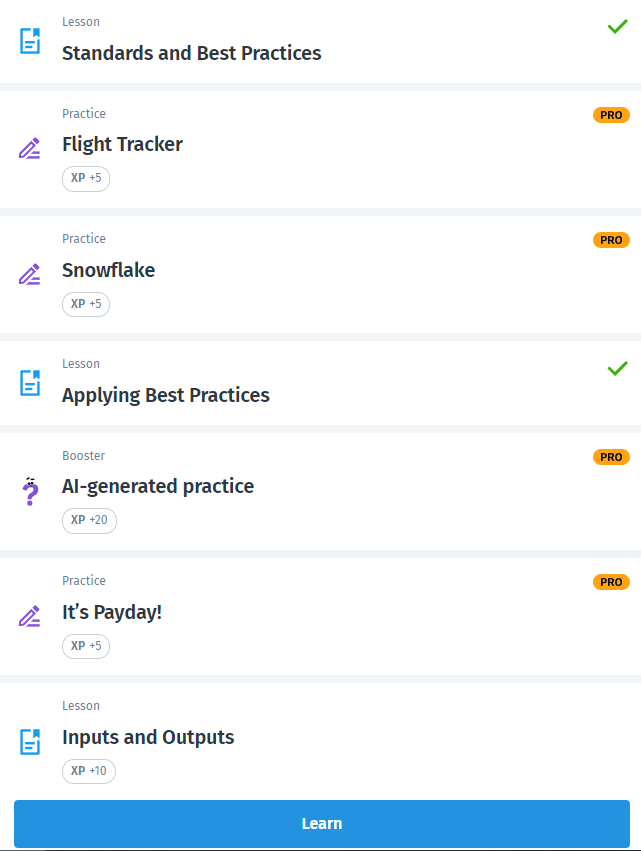 Lesson
Standards and Best Practices
Practice
PRO
Flight Tracker
XP +5
Practice
PRO
Snowflake
XP +5
Lesson
Applying Best Practices
Booster
PRO
AI-generated practice
XP +20
Practice
PRO
It’s Payday!
XP +5
Lesson
Inputs and Outputs
XP +10
Learn